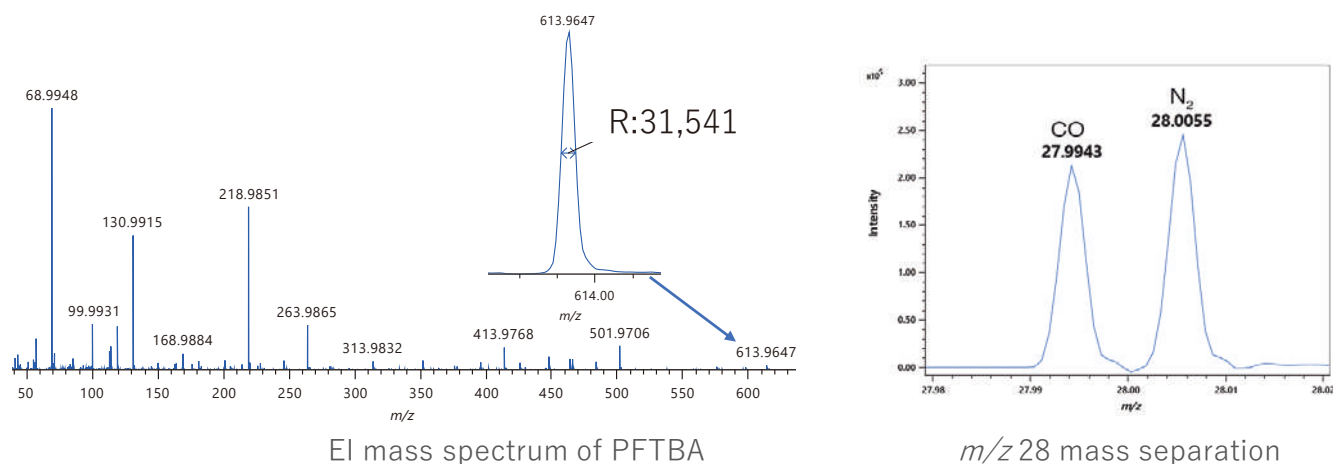 613.9647
R:31,541
614.00
m/z
68.9948
218.9851
130.9915
99.9931
263.9865
168.9884
313.9832
413.9768
501.9706
613.9647
50 100 150 200 250 300 350 400 450 500 550 600
m/z
EI mass spectrum of PFTBA
x10⁵
3.00
2.50
2.00
1.50
1.00
0.50
0.00
Intensity
CO
27.9943
N₂
28.0055
27.98 27.99 28.00 28.01 28.02
m/z
m/z 28 mass separation